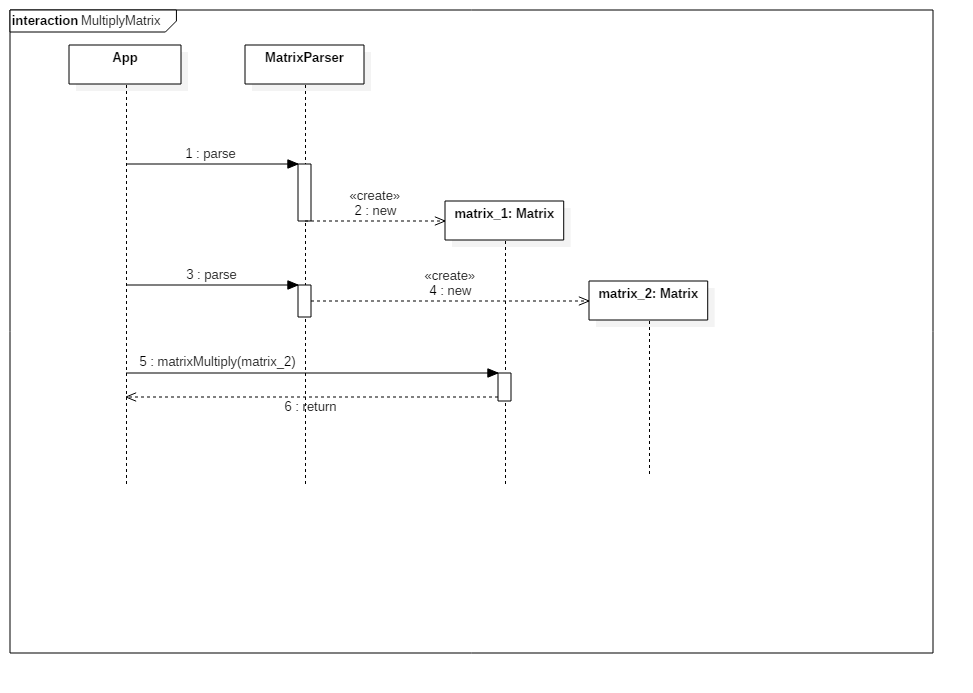 interaction MultiplyMatrix
App
MatrixParser
1 : parse
«create»
2 : new
matrix_1: Matrix
3 : parse
«create»
4 : new
matrix_2: Matrix
5 : matrixMultiply(matrix_2)
6 : return